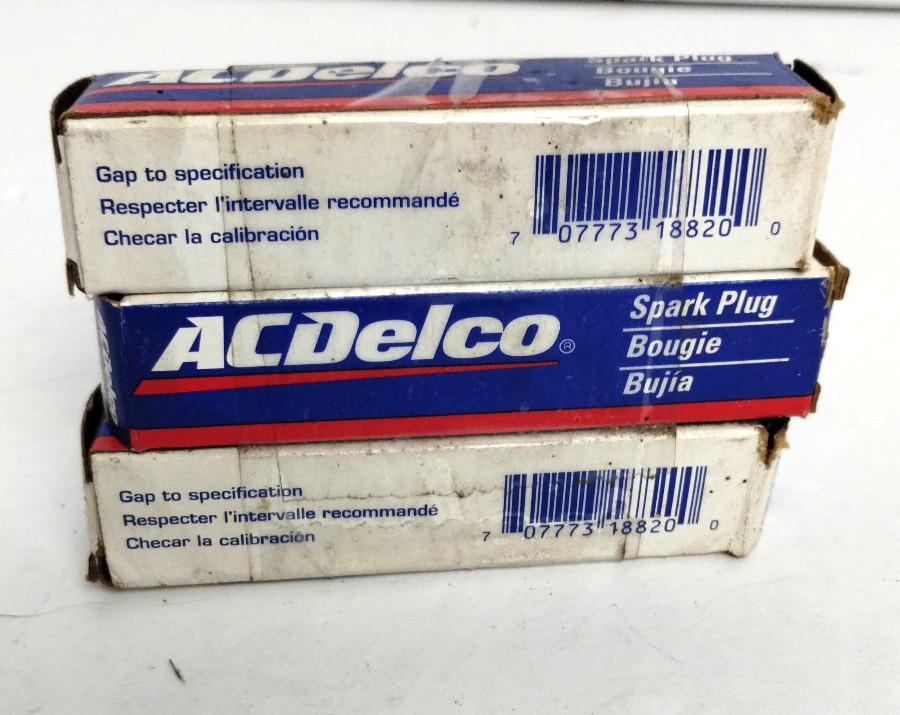 ACDelco
Spark Plug
Bougie
Bujía
Gap to specification
Respecter l'intervalle recommandé
Checar la calibración
7 07773 18820 0
ACDelco®
Spark Plug
Bougie
Bujía
Gap to specification
Respecter l'intervalle recommandé
Checar la calibración
7 07773 18820 0